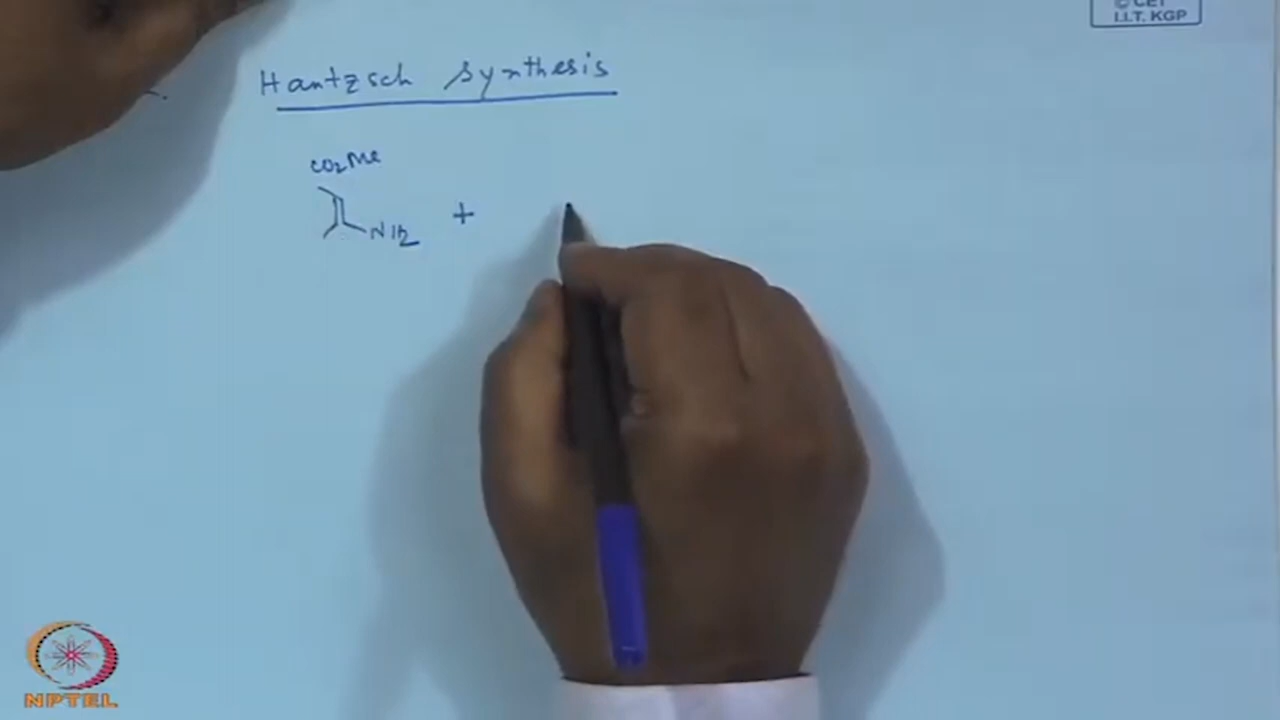 © CET
I.I.T. KGP
Hantzsch synthesis
CO₂Me
NH₂ +
NPTEL